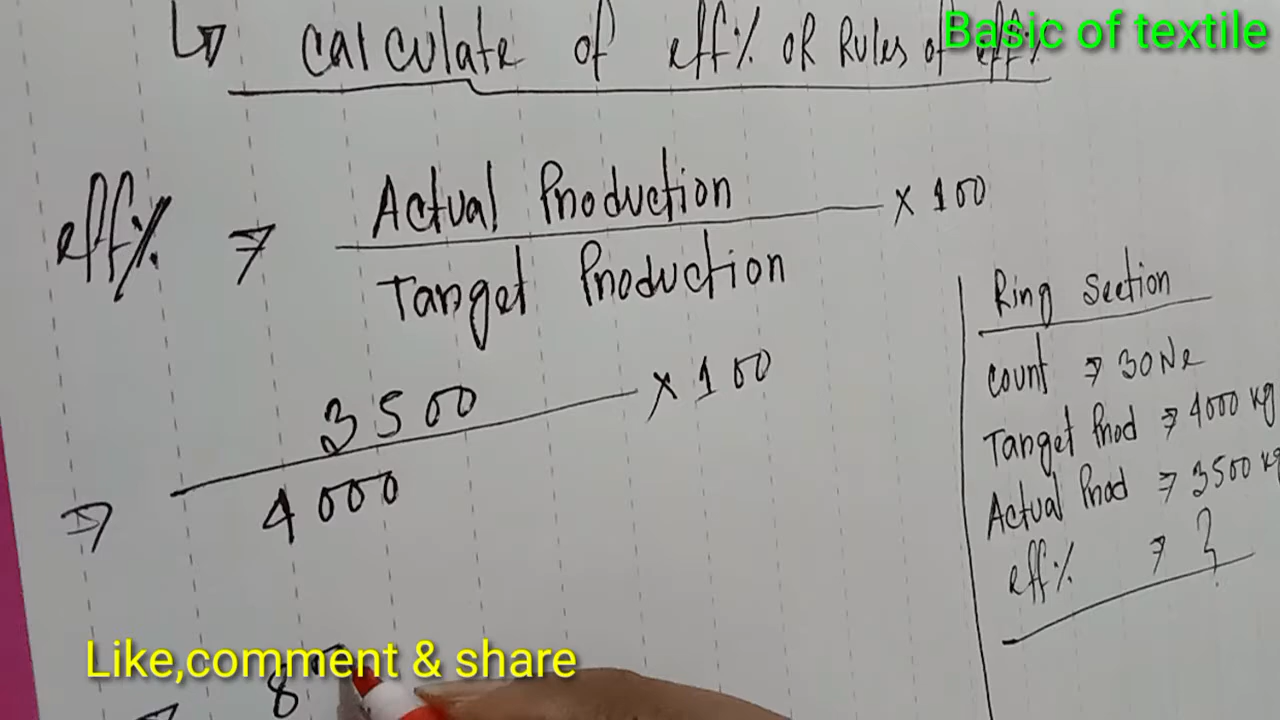 Basic of textile
↳ Calculate of eff% OR Rules of eff%
eff% ⇒ Actual Production / Target Production × 100
⇒ 3500 / 4000 × 100
⇒ 8
Ring Section
Count ⇒ 30Ne
Target Prod ⇒ 4000 kg
Actual Prod ⇒ 3500 kg
eff% ⇒ ?
Like,comment & share